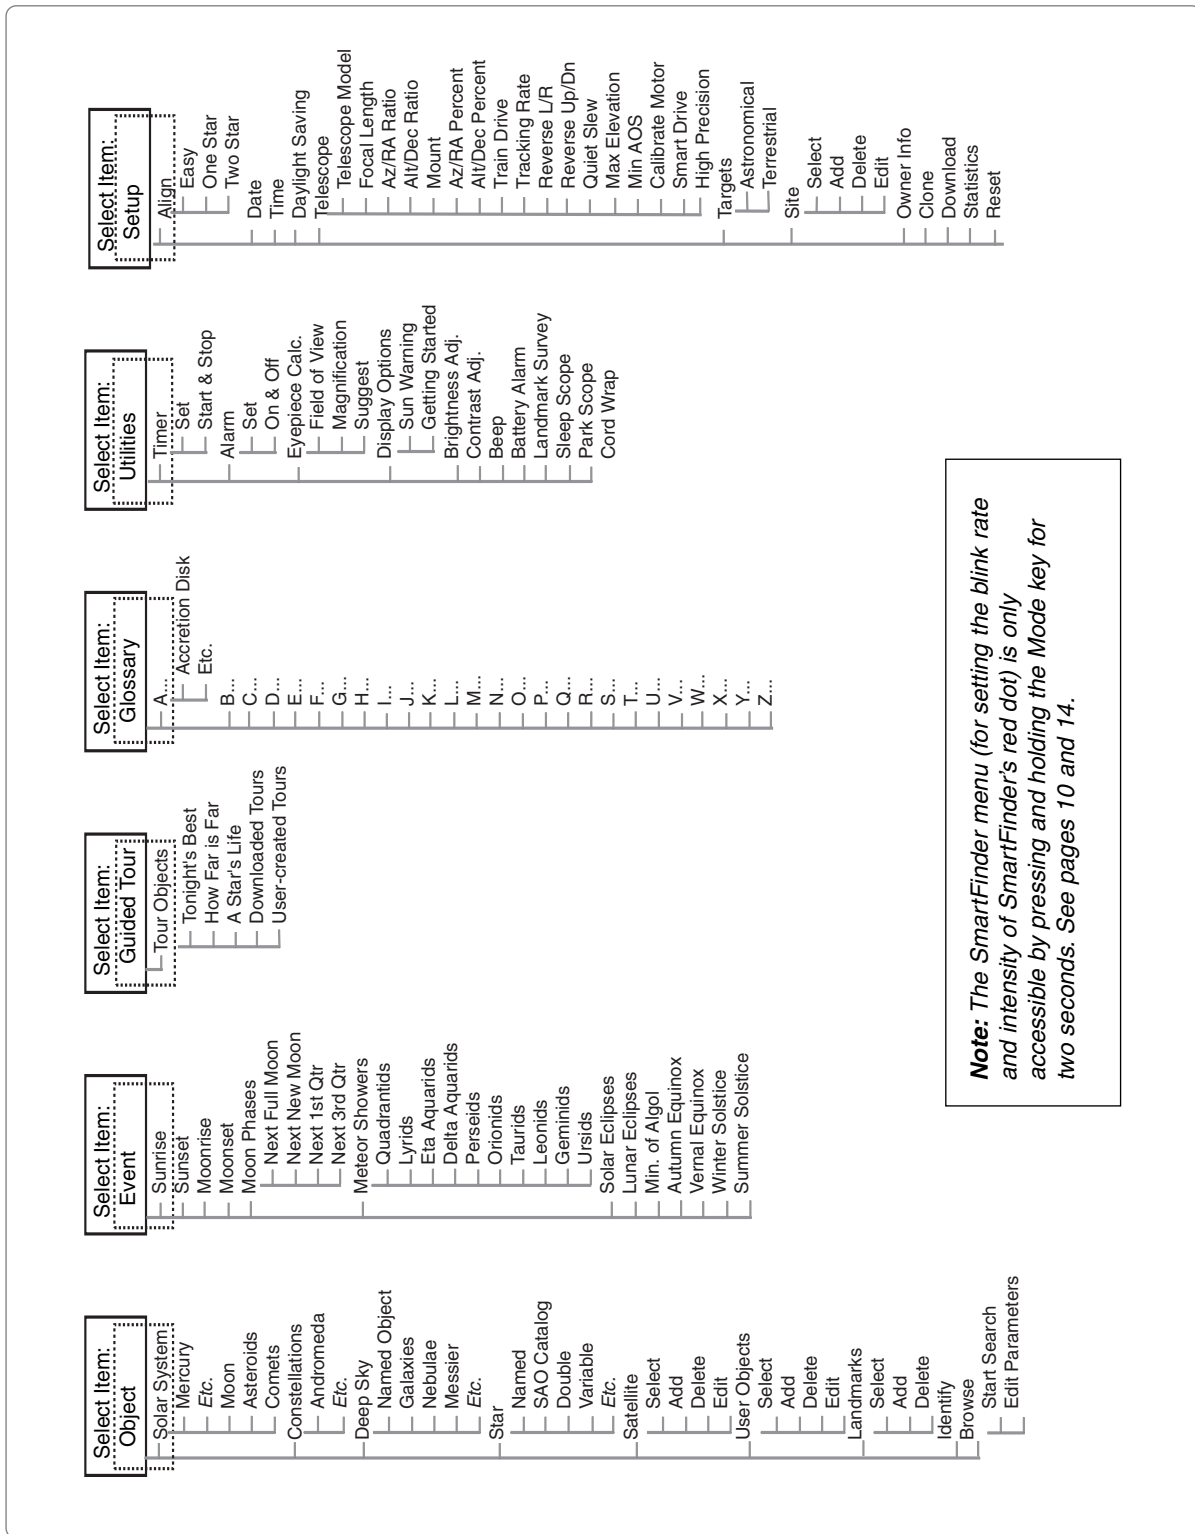 Select Item:
Object
Solar System
Mercury
Etc.
Moon
Asteroids
Comets
Constellations
Andromeda
Etc.
Deep Sky
Named Object
Galaxies
Nebulae
Messier
Etc.
Star
Named
SAO Catalog
Double
Variable
Etc.
Satellite
Select
Add
Delete
Edit
User Objects
Select
Add
Delete
Edit
Landmarks
Select
Add
Delete
Identify
Browse
Start Search
Edit Parameters
Select Item:
Event
Sunrise
Sunset
Moonrise
Moonset
Moon Phases
Next Full Moon
Next New Moon
Next 1st Qtr
Next 3rd Qtr
Meteor Showers
Quadrantids
Lyrids
Eta Aquarids
Delta Aquarids
Perseids
Orionids
Taurids
Leonids
Geminids
Ursids
Solar Eclipses
Lunar Eclipses
Min. of Algol
Autumn Equinox
Vernal Equinox
Winter Solstice
Summer Solstice
Select Item:
Guided Tour
Tour Objects
Tonight's Best
How Far is Far
A Star's Life
Downloaded Tours
User-created Tours
Select Item:
Glossary
A...
Accretion Disk
Etc.
B...
C...
D...
E...
F...
G...
H...
I...
J...
K...
L...
M...
N...
O...
P...
Q...
R...
S...
T...
U...
V...
W...
X...
Y...
Z...
Select Item:
Utilities
Timer
Set
Start & Stop
Alarm
Set
On & Off
Eyepiece Calc.
Field of View
Magnification
Suggest
Display Options
Sun Warning
Getting Started
Brightness Adj.
Contrast Adj.
Beep
Battery Alarm
Landmark Survey
Sleep Scope
Park Scope
Cord Wrap
Select Item:
Setup
Align
Easy
One Star
Two Star
Date
Time
Daylight Saving
Telescope
Telescope Model
Focal Length
Az/RA Ratio
Alt/Dec Ratio
Mount
Az/RA Percent
Alt/Dec Percent
Train Drive
Tracking Rate
Reverse L/R
Reverse Up/Dn
Quiet Slew
Max Elevation
Min AOS
Calibrate Motor
Smart Drive
High Precision
Targets
Astronomical
Terrestrial
Site
Select
Add
Delete
Edit
Owner Info
Clone
Download
Statistics
Reset
Note: The SmartFinder menu (for setting the blink rate
and intensity of SmartFinder's red dot) is only
accessible by pressing and holding the Mode key for
two seconds. See pages 10 and 14.